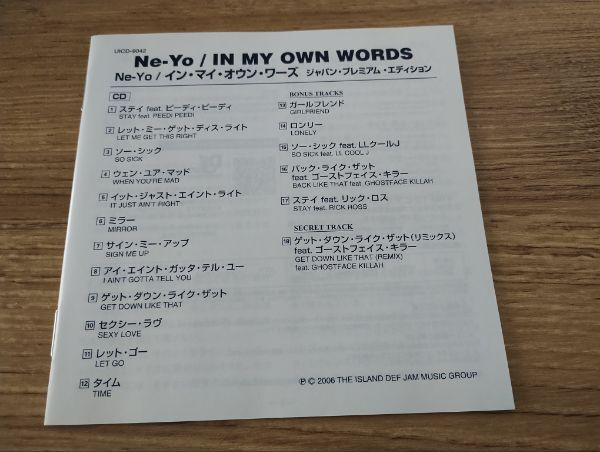 UICD-9042
Ne-Yo / IN MY OWN WORDS
Ne-Yo / イン・マイ・オウン・ワーズ ジャパン・プレミアム・エディション
CD
1 ステイ feat. ピーディ・ピーディ
STAY feat. PEEDI PEEDI
2 レット・ミー・ゲット・ディス・ライト
LET ME GET THIS RIGHT
3 ソー・シック
SO SICK
4 ウェン・ユア・マッド
WHEN YOU'RE MAD
5 イット・ジャスト・エイント・ライト
IT JUST AIN'T RIGHT
6 ミラー
MIRROR
7 サイン・ミー・アップ
SIGN ME UP
8 アイ・エイント・ガッタ・テル・ユー
I AIN'T GOTTA TELL YOU
9 ゲット・ダウン・ライク・ザット
GET DOWN LIKE THAT
10 セクシー・ラヴ
SEXY LOVE
11 レット・ゴー
LET GO
12 タイム
TIME
BONUS TRACKS
13 ガールフレンド
GIRLFRIEND
14 ロンリー
LONELY
15 ソー・シック feat. LLクールJ
SO SICK feat. LL COOL J
16 バック・ライク・ザット
feat. ゴーストフェイス・キラー
BACK LIKE THAT feat. GHOSTFACE KILLAH
17 ステイ feat. リック・ロス
STAY feat. RICK ROSS
SECRET TRACK
18 ゲット・ダウン・ライク・ザット(リミックス)
feat. ゴーストフェイス・キラー
GET DOWN LIKE THAT (REMIX)
feat. GHOSTFACE KILLAH
℗ © 2006 THE ISLAND DEF JAM MUSIC GROUP